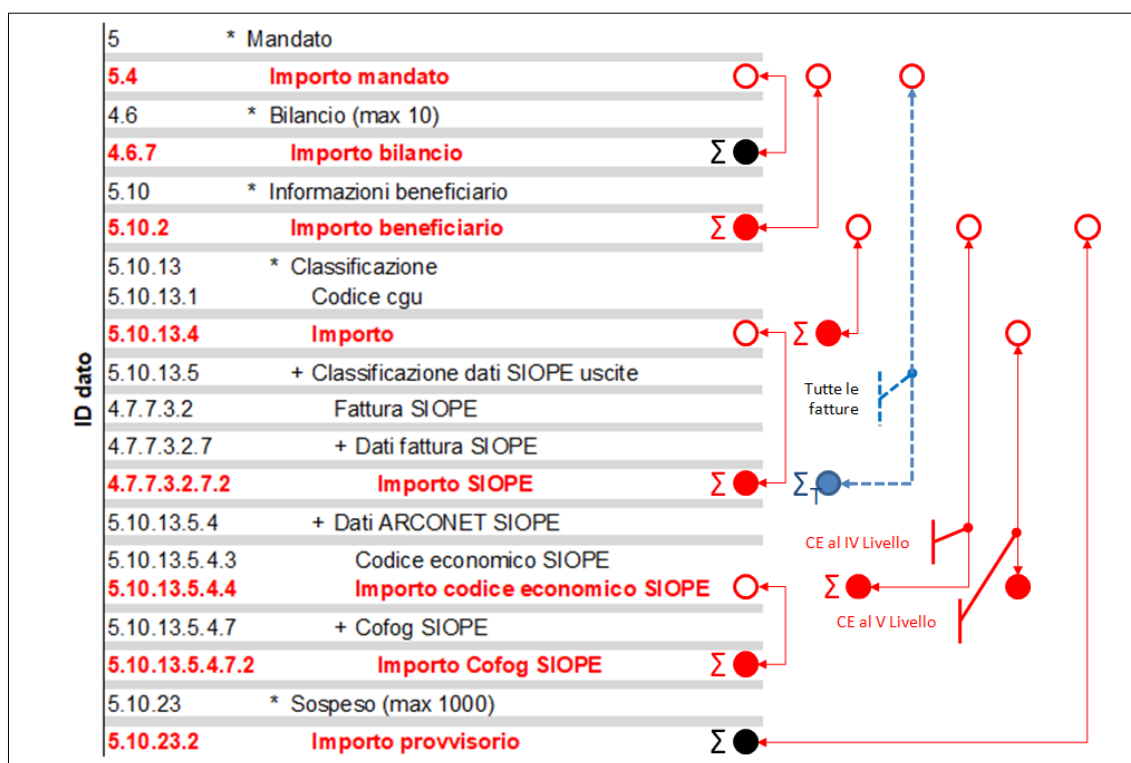 5 * Mandato
5.4 Importo mandato
4.6 * Bilancio (max 10)
4.6.7 Importo bilancio Σ
5.10 * Informazioni beneficiario
5.10.2 Importo beneficiario Σ
5.10.13 * Classificazione
5.10.13.1 Codice cgu
5.10.13.4 Importo Σ
5.10.13.5 + Classificazione dati SIOPE uscite
Tutte le
fatture
4.7.7.3.2 Fattura SIOPE
4.7.7.3.2.7 + Dati fattura SIOPE
4.7.7.3.2.7.2 Importo SIOPE Σ ΣT
5.10.13.5.4 + Dati ARCONET SIOPE
CE al IV Livello
5.10.13.5.4.3 Codice economico SIOPE
5.10.13.5.4.4 Importo codice economico SIOPE Σ
CE al V Livello
5.10.13.5.4.7 + Cofog SIOPE
5.10.13.5.4.7.2 Importo Cofog SIOPE Σ
5.10.23 * Sospeso (max 1000)
5.10.23.2 Importo provvisorio Σ
ID dato